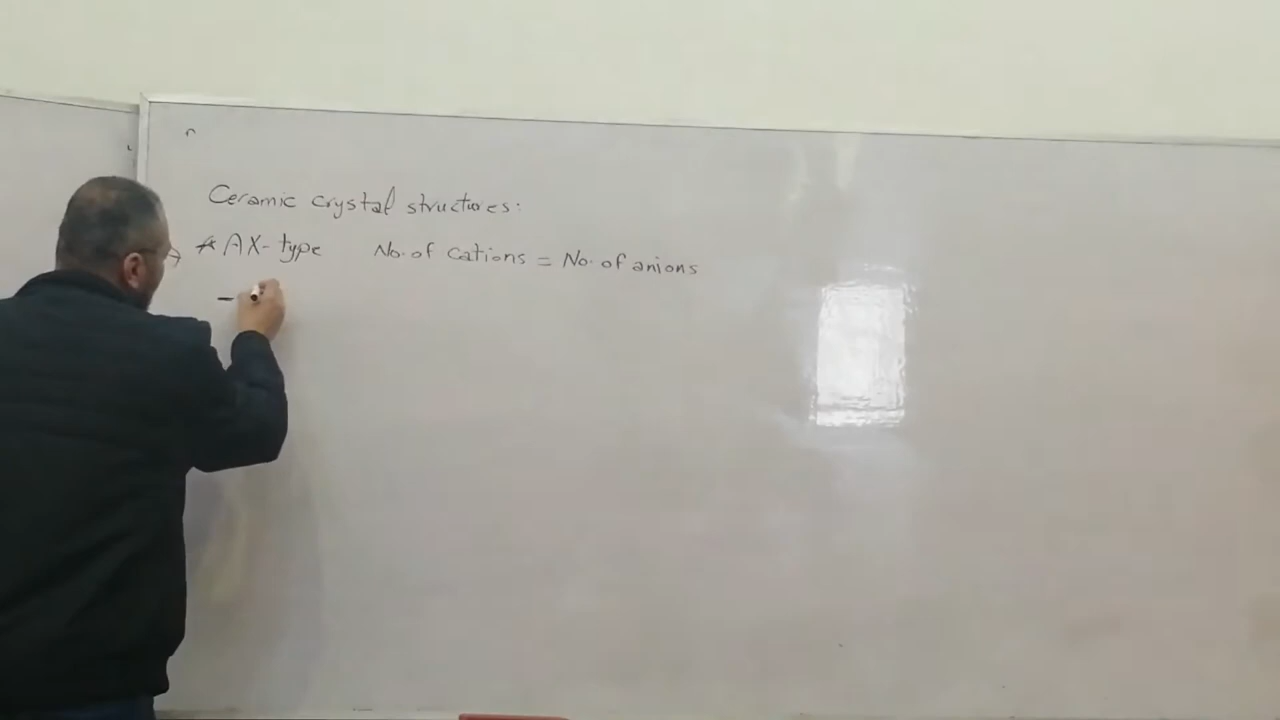 Ceramic crystal structures:
* AX-type No. of cations = No. of anions
-